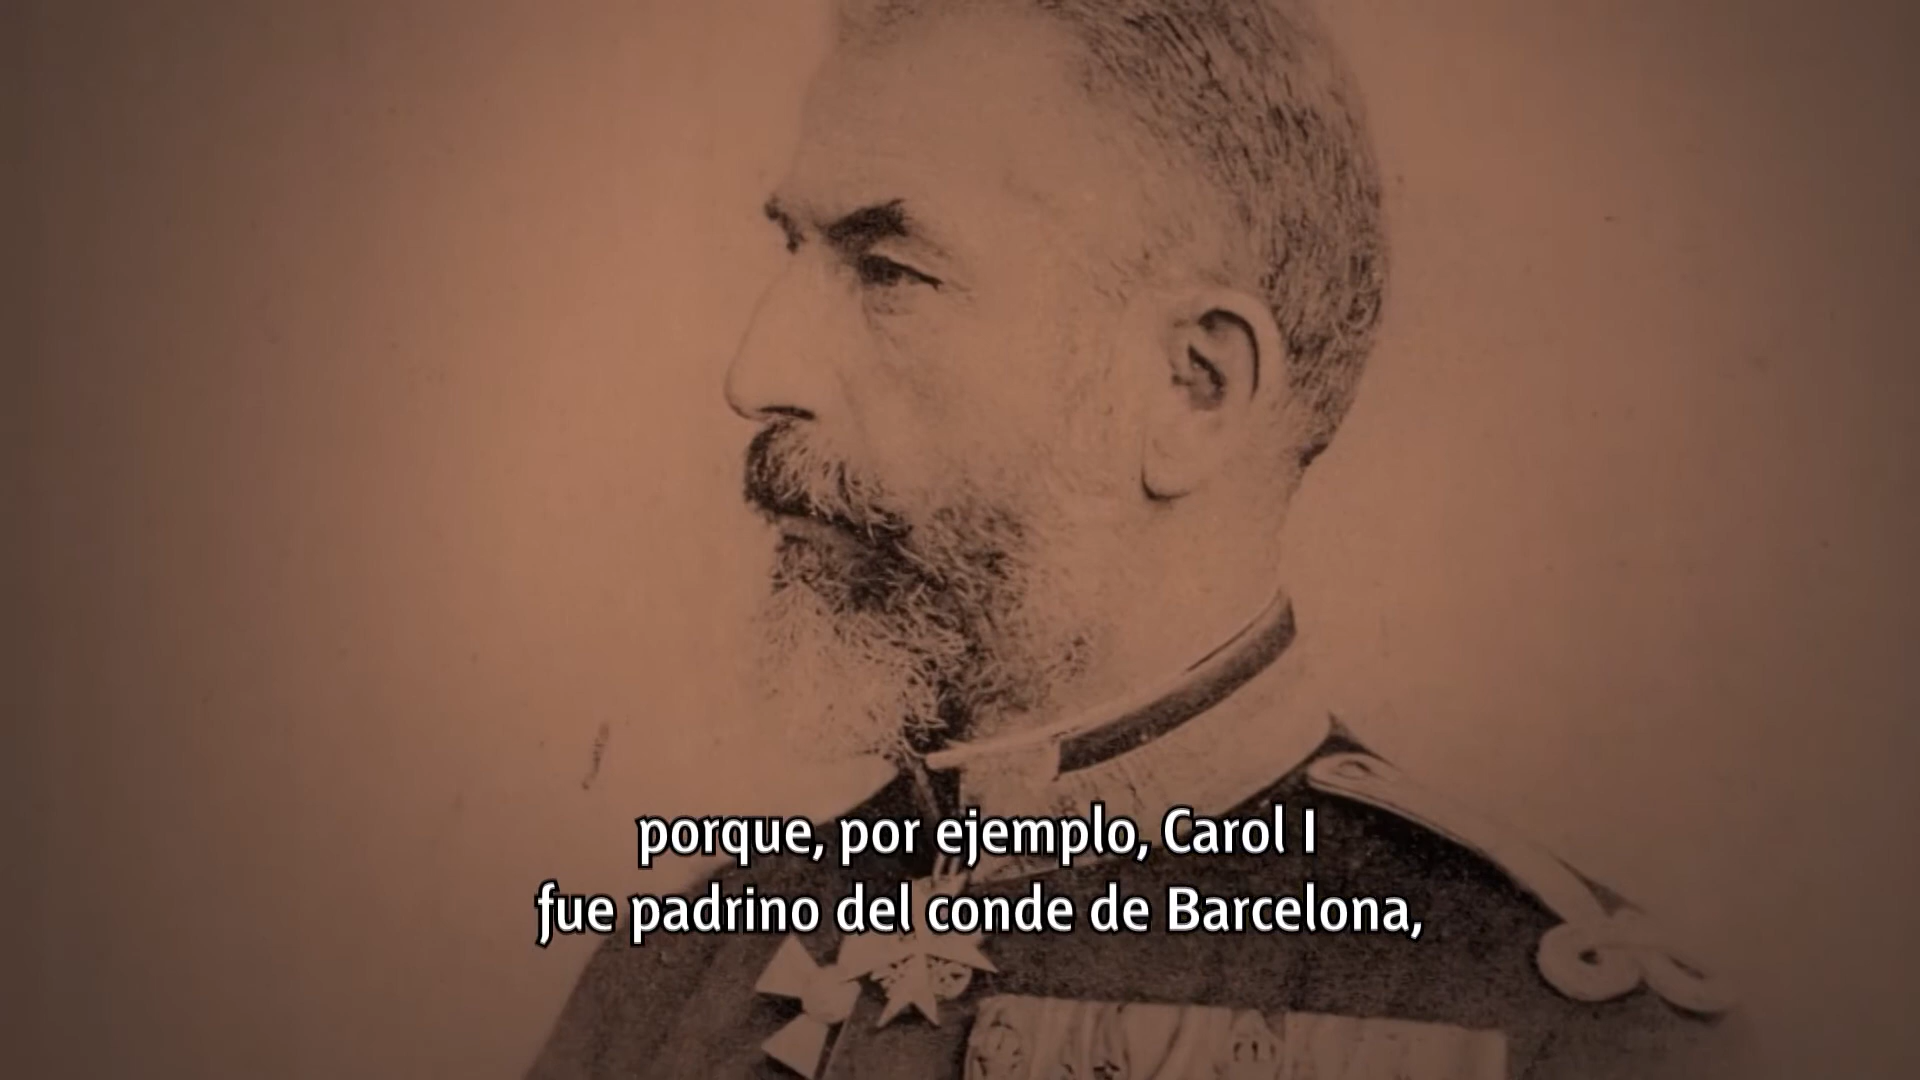 porque, por ejemplo, Carol I
fue padrino del conde de Barcelona,